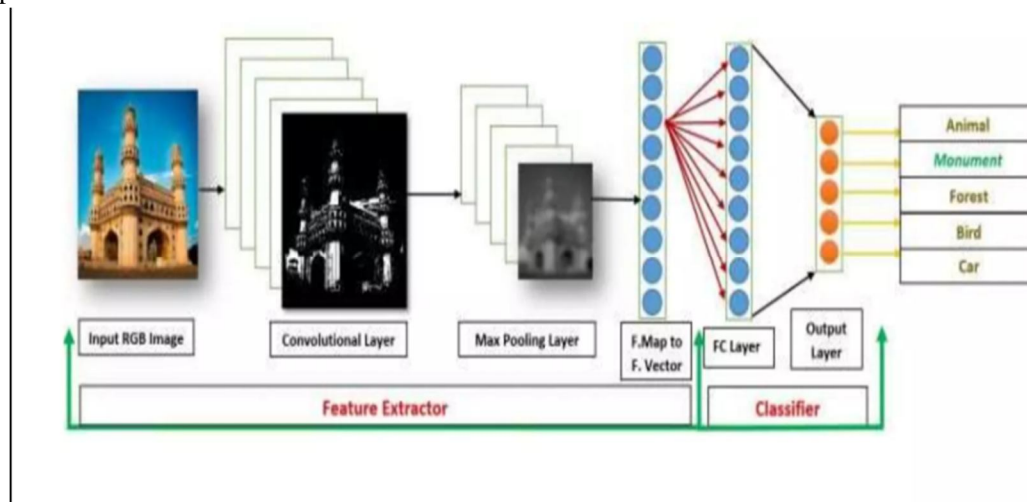 Animal
Monument
Forest
Bird
Car
Input RGB Image
Convolutional Layer
Max Pooling Layer
F.Map to
F. Vector
FC Layer
Output
Layer
Feature Extractor
Classifier